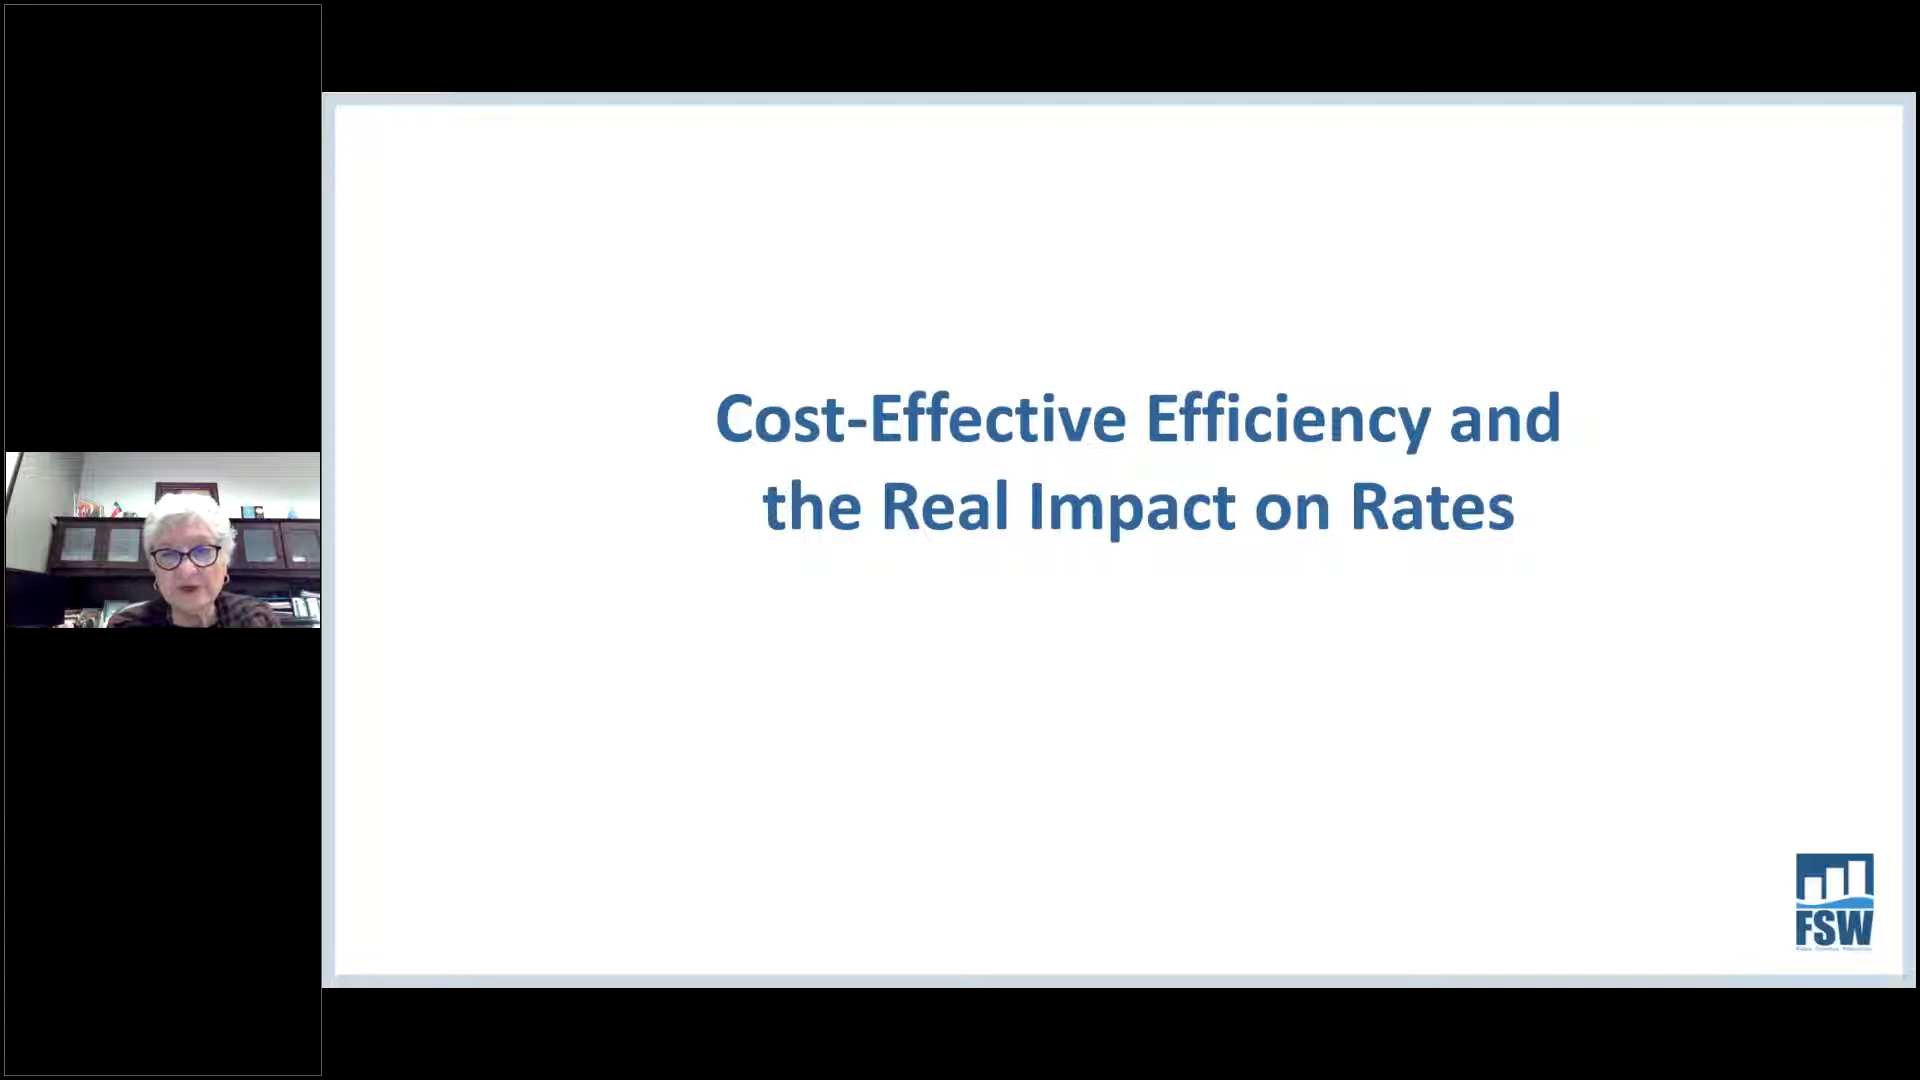 Cost-Effective Efficiency and
the Real Impact on Rates
FSW